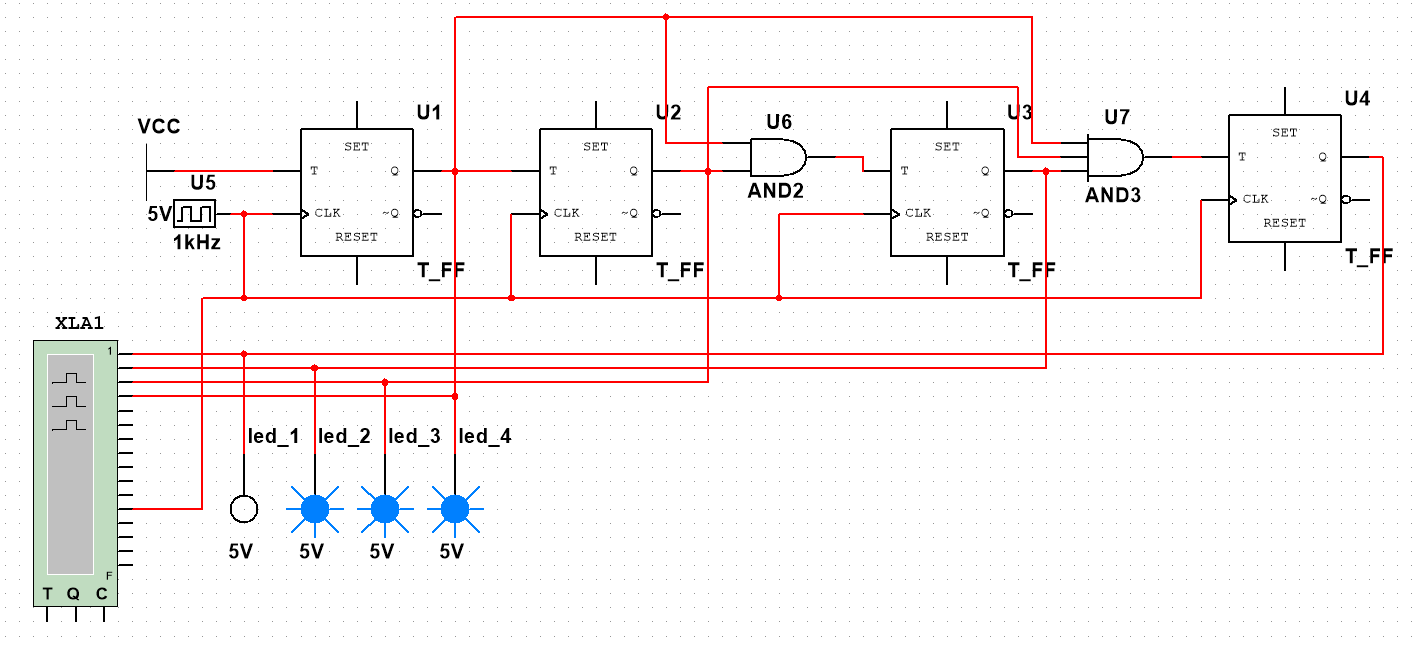 VCC
U5
5V
1kHz
U1
SET
T Q
CLK ~Q
RESET
T_FF
U2
SET
T Q
CLK ~Q
RESET
T_FF
U6
AND2
U3
SET
T Q
CLK ~Q
RESET
T_FF
U7
AND3
U4
SET
T Q
CLK ~Q
RESET
T_FF
XLA1
1
F
T Q C
led_1 led_2 led_3 led_4
5V 5V 5V 5V